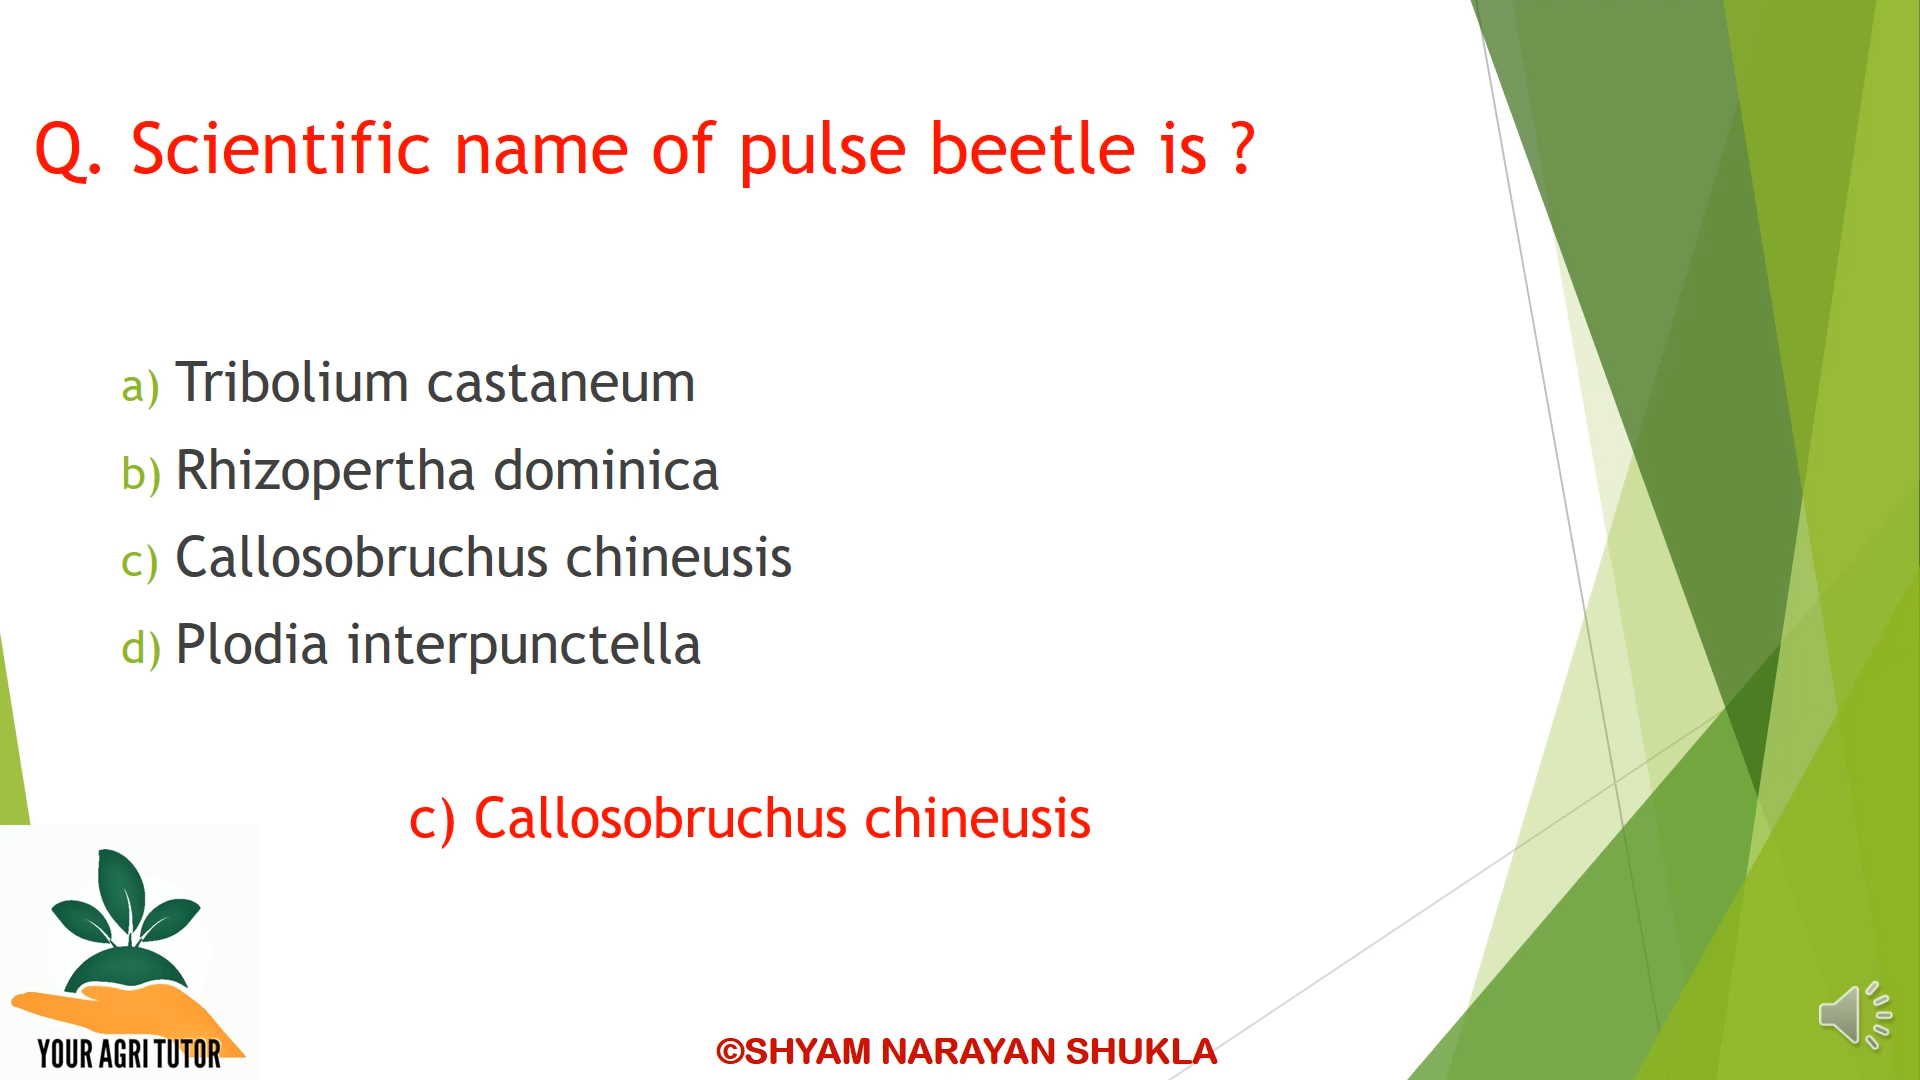 Q. Scientific name of pulse beetle is ?
a) Tribolium castaneum
b) Rhizopertha dominica
c) Callosobruchus chineusis
d) Plodia interpunctella
c) Callosobruchus chineusis
YOUR AGRI TUTOR
©SHYAM NARAYAN SHUKLA